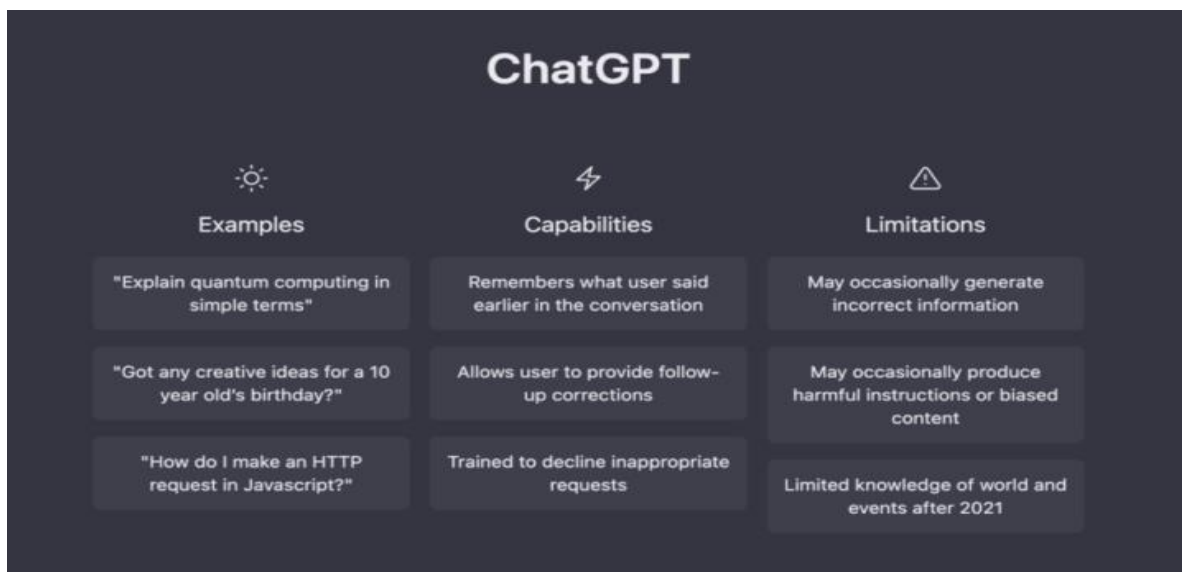 ChatGPT
Examples
"Explain quantum computing in
simple terms"
"Got any creative ideas for a 10
year old's birthday?"
"How do I make an HTTP
request in Javascript?"
Capabilities
Remembers what user said
earlier in the conversation
Allows user to provide follow-
up corrections
Trained to decline inappropriate
requests
Limitations
May occasionally generate
incorrect information
May occasionally produce
harmful instructions or biased
content
Limited knowledge of world and
events after 2021